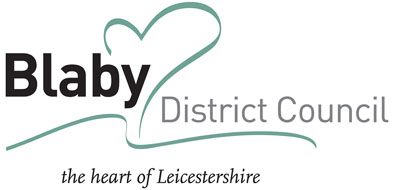 Blaby
District Council
the heart of Leicestershire